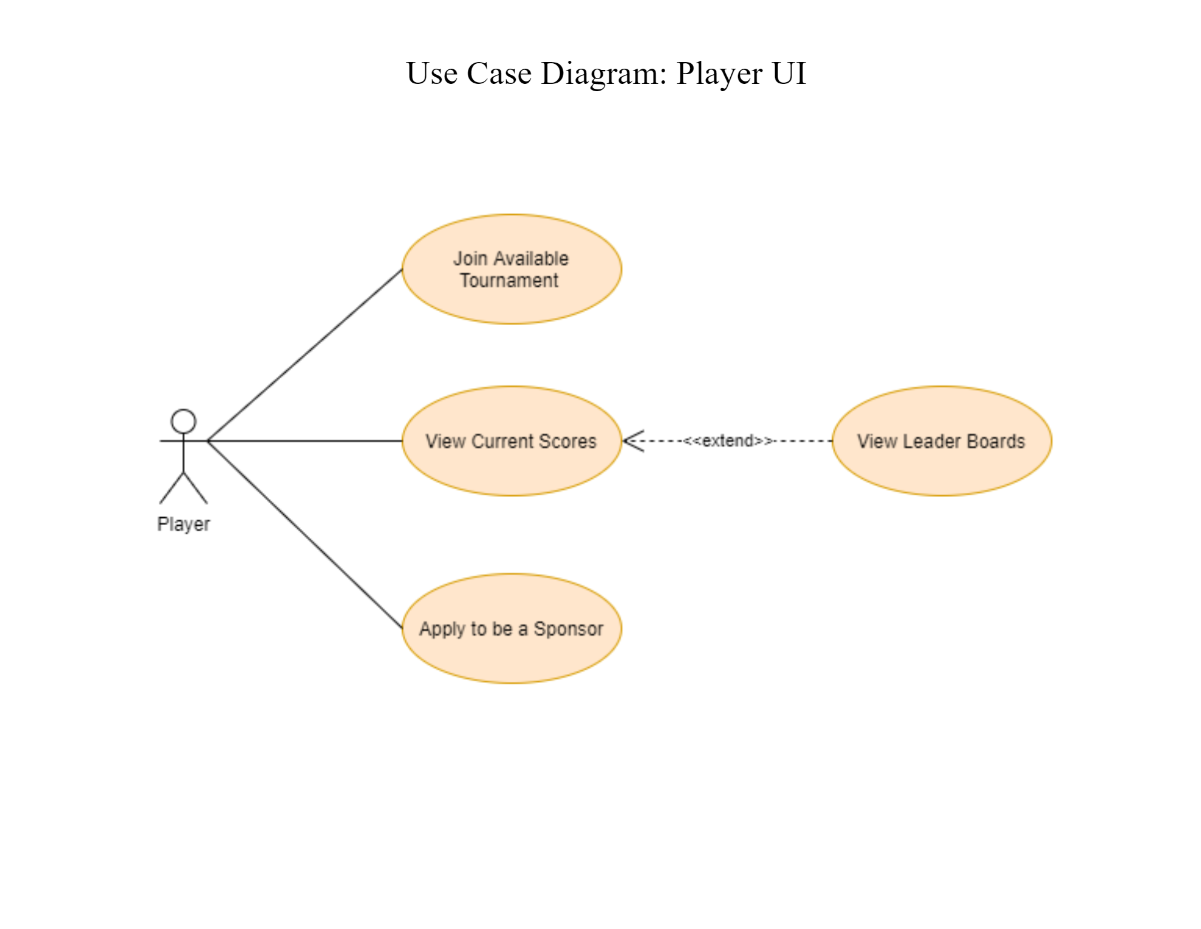 Use Case Diagram: Player UI
Join Available
Tournament
View Current Scores
<<extend>>
View Leader Boards
Player
Apply to be a Sponsor